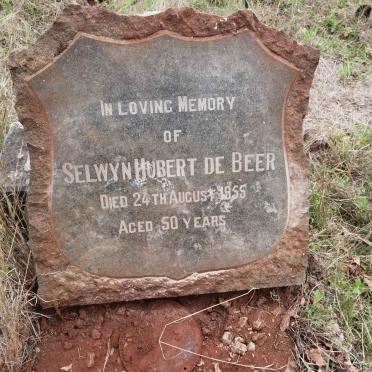 In Loving Memory
of
Selwyn Hubert de Beer
Died 24th August 1955
Aged 50 years